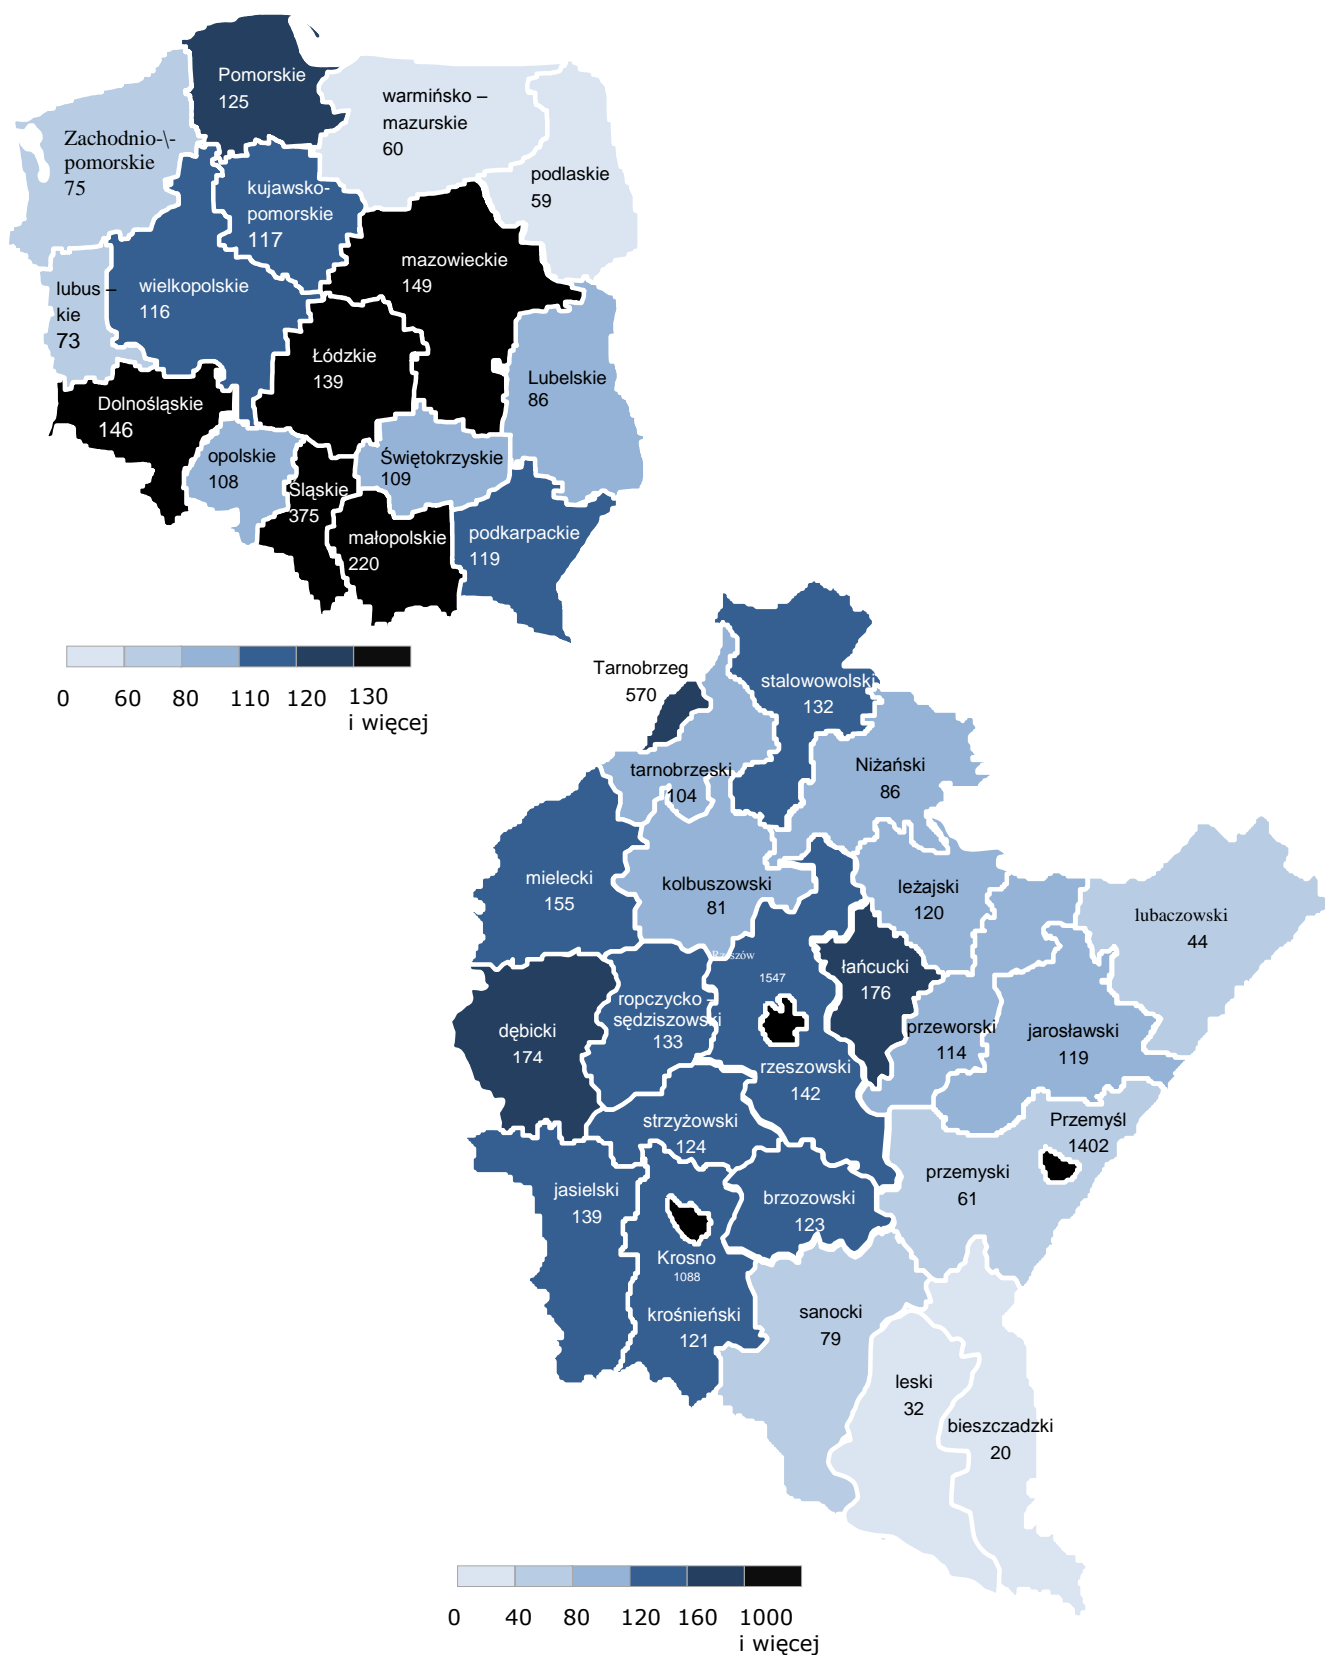 Pomorskie
125
warmińsko –
mazurskie
60
Zachodnio-\-
pomorskie
75
podlaskie
59
kujawsko-
pomorskie
117
mazowieckie
149
lubus –
kie
73
wielkopolskie
116
Łódzkie
139
Lubelskie
86
Dolnośląskie
146
opolskie
108
Śląskie
375
Świętokrzyskie
109
małopolskie
220
podkarpackie
119
0 60 80 110 120 130
i więcej
Tarnobrzeg
570
stalowowolski
132
tarnobrzeski
104
Niżański
86
mielecki
155
kolbuszowski
81
leżajski
120
lubaczowski
44
Rzeszów
1547
łańcucki
176
dębicki
174
ropczycko –
sędziszowski
133
przeworski
114
jarosławski
119
rzeszowski
142
strzyżowski
124
Przemyśl
1402
przemyski
61
jasielski
139
brzozowski
123
Krosno
1088
krośnieński
121
sanocki
79
leski
32
bieszczadzki
20
0 40 80 120 160 1000
i więcej